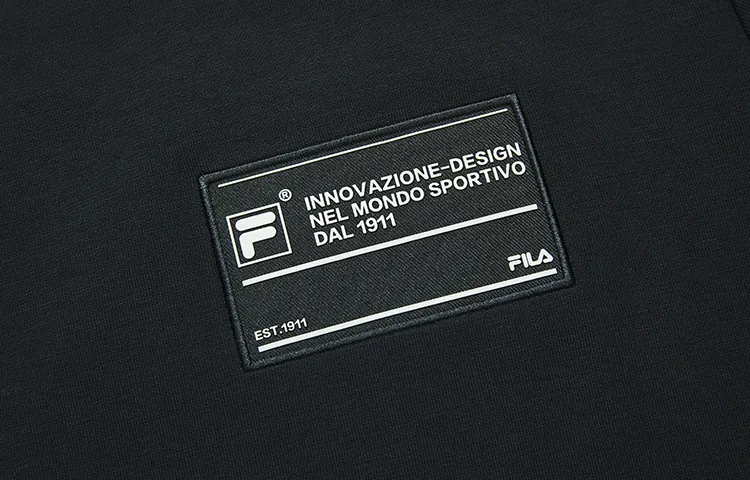 F ®
INNOVAZIONE-DESIGN
NEL MONDO SPORTIVO
DAL 1911
FILA
EST.1911